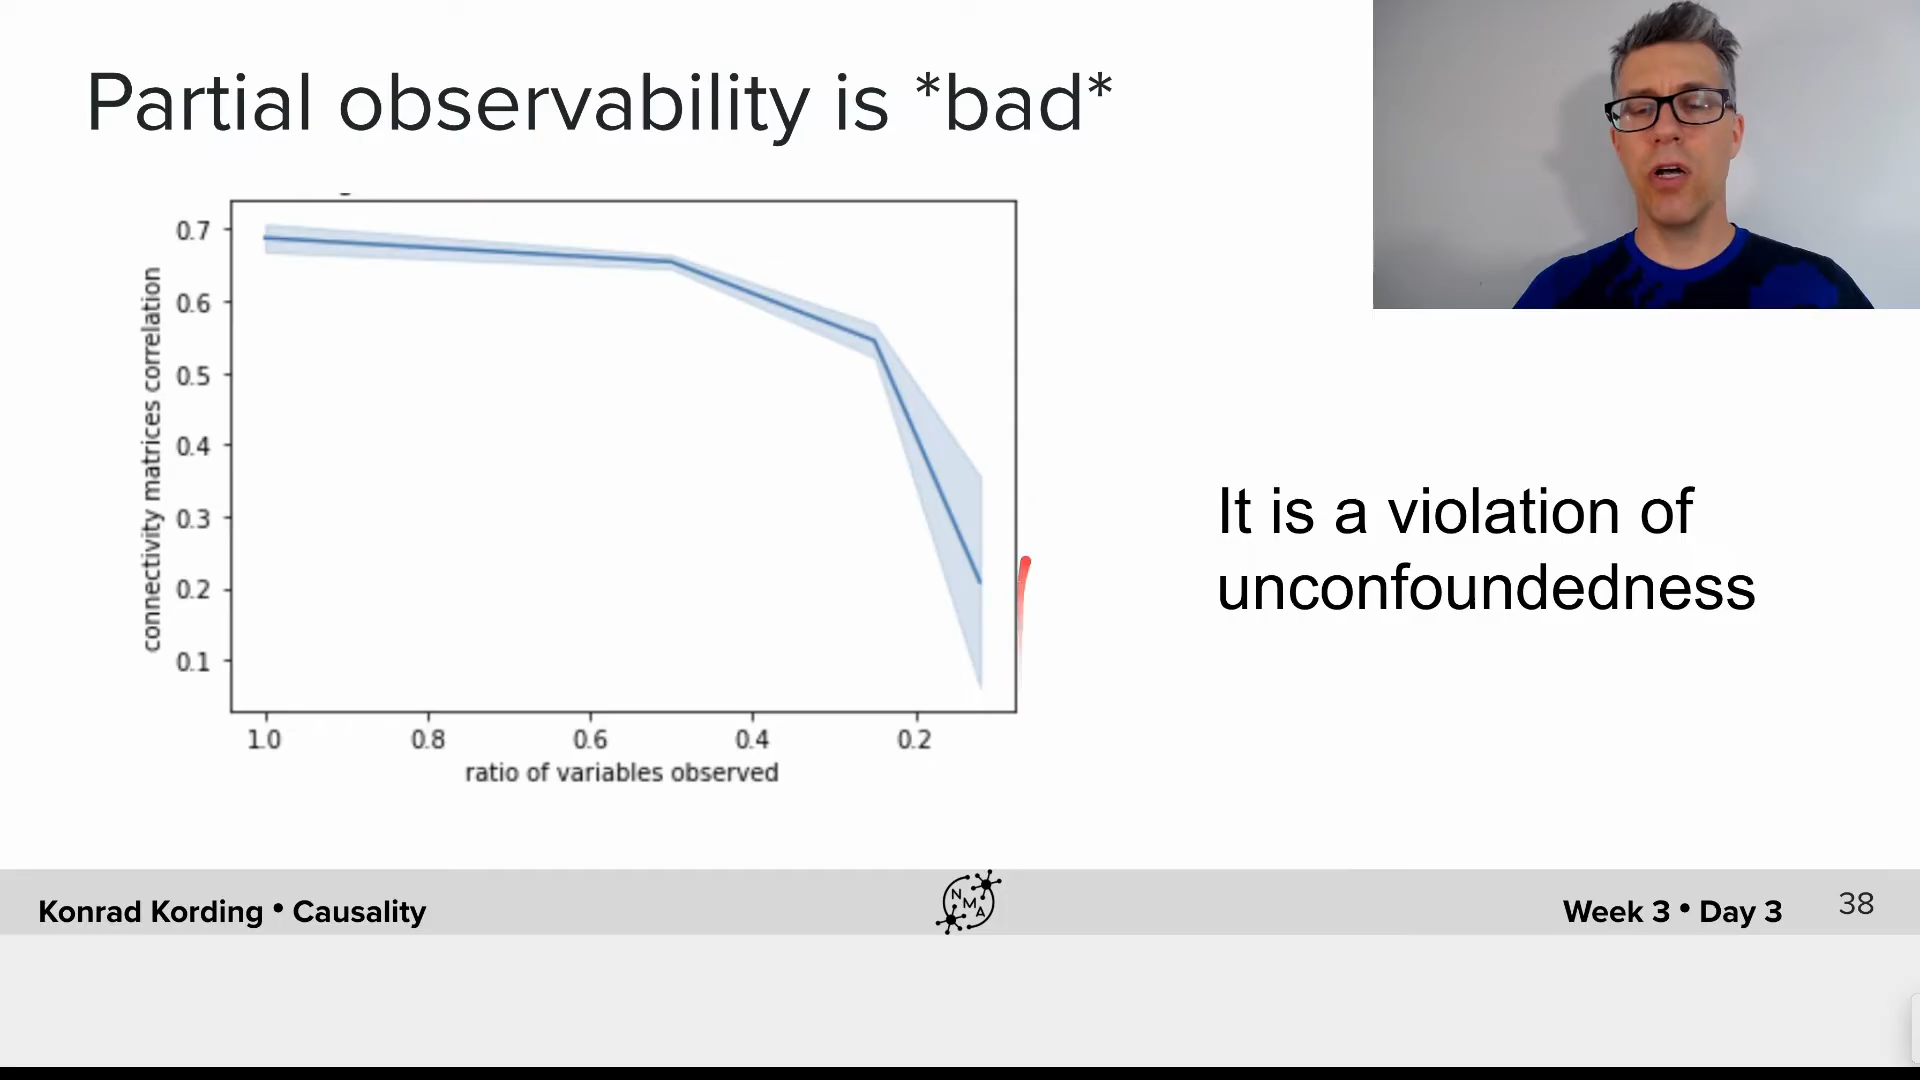 Partial observability is *bad*
0.7
0.6
0.5
0.4
0.3
0.2
0.1
connectivity matrices correlation
1.0 0.8 0.6 0.4 0.2
ratio of variables observed
It is a violation of
unconfoundedness
Konrad Kording • Causality
NMA
Week 3 • Day 3
38